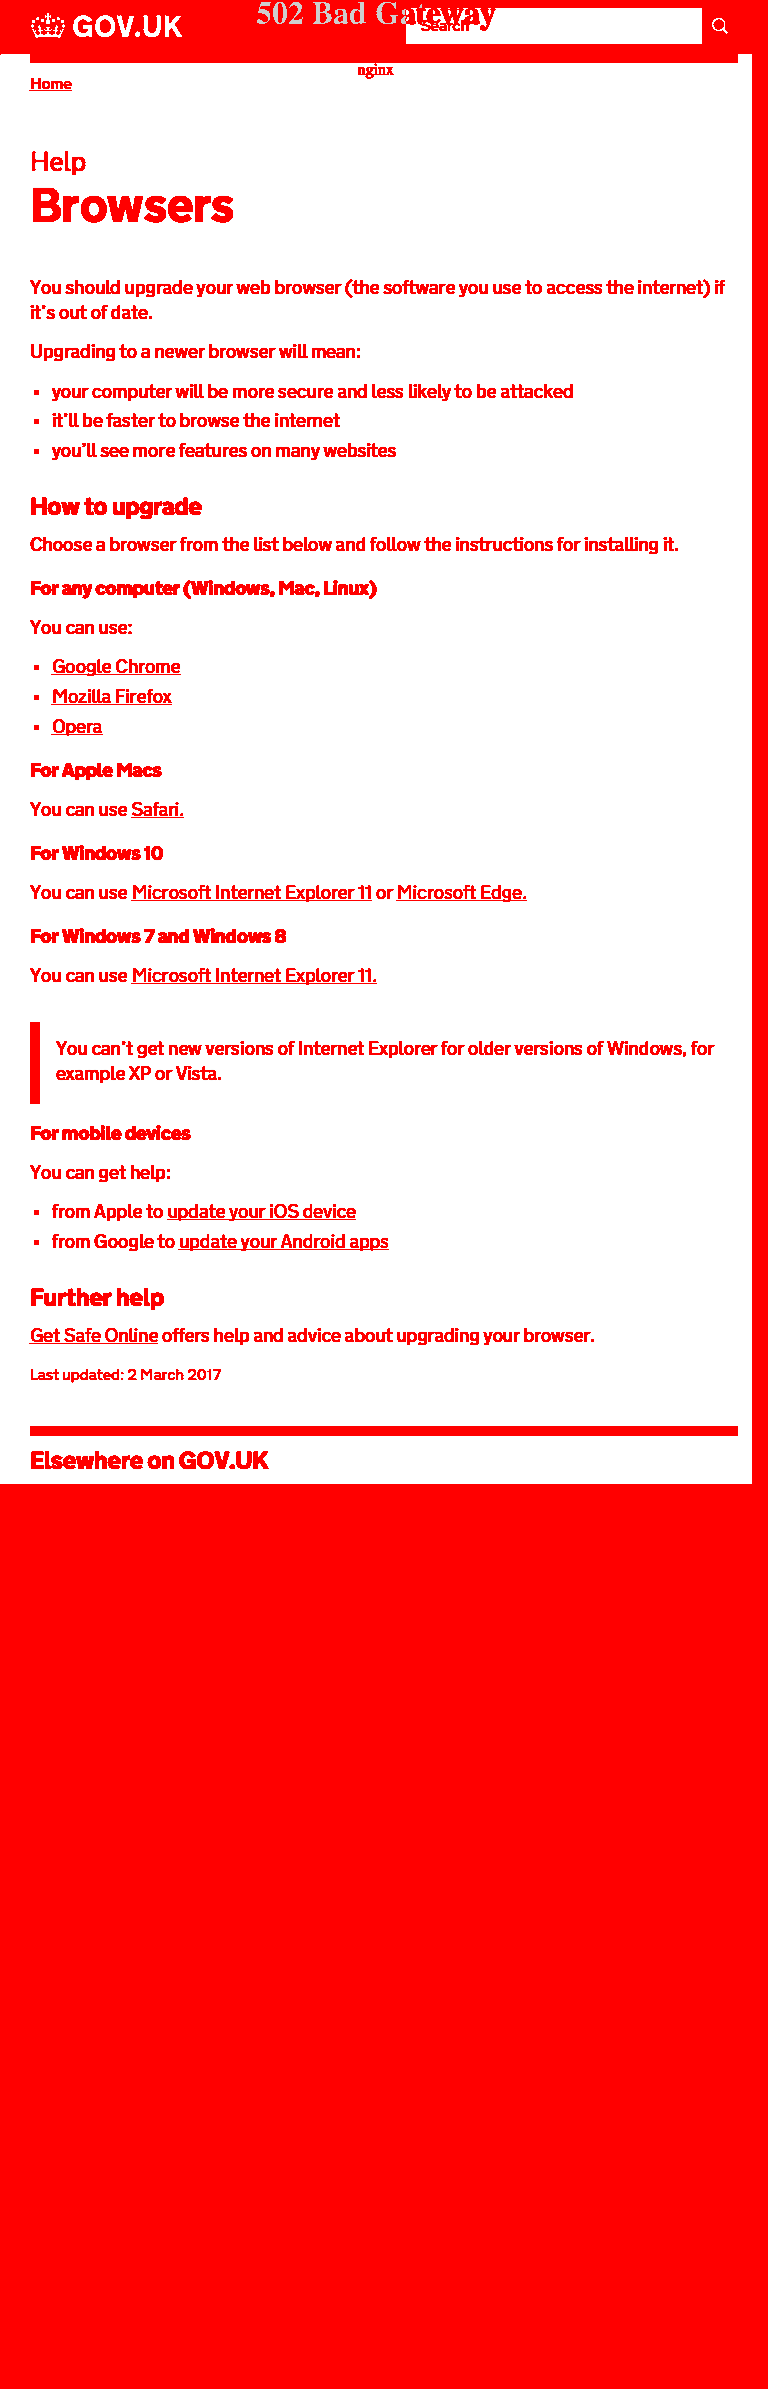 GOV.UK
502 Bad Gateway
Search
nginx
Home
Help
Browsers
You should upgrade your web browser (the software you use to access the internet) if
it's out of date.
Upgrading to a newer browser will mean:
▪ your computer will be more secure and less likely to be attacked
▪ it'll be faster to browse the internet
▪ you'll see more features on many websites
How to upgrade
Choose a browser from the list below and follow the instructions for installing it.
For any computer (Windows, Mac, Linux)
You can use:
▪ Google Chrome
▪ Mozilla Firefox
▪ Opera
For Apple Macs
You can use Safari.
For Windows 10
You can use Microsoft Internet Explorer 11 or Microsoft Edge.
For Windows 7 and Windows 8
You can use Microsoft Internet Explorer 11.
You can't get new versions of Internet Explorer for older versions of Windows, for
example XP or Vista.
For mobile devices
You can get help:
▪ from Apple to update your iOS device
▪ from Google to update your Android apps
Further help
Get Safe Online offers help and advice about upgrading your browser.
Last updated: 2 March 2017
Elsewhere on GOV.UK